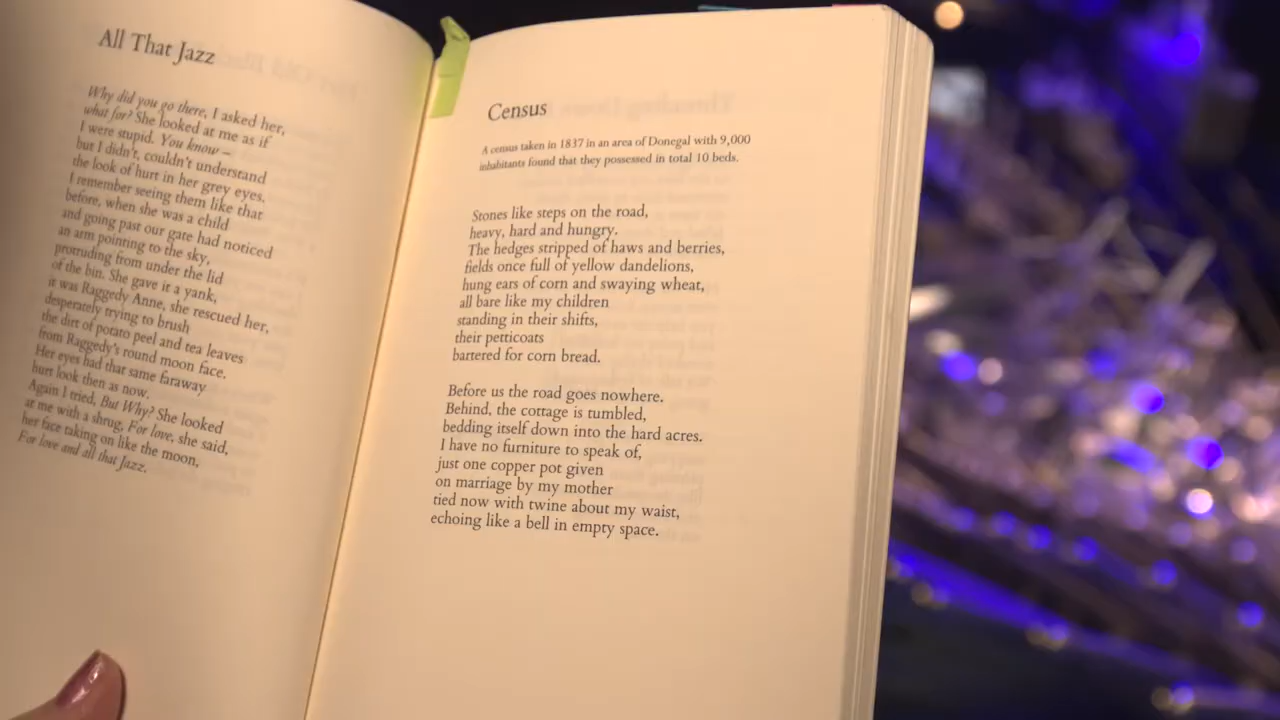 All That Jazz
Why did you go there, I asked her,
what for? She looked at me as if
I were stupid. You know –
but I didn't, couldn't understand
the look of hurt in her grey eyes.
I remember seeing them like that
before, when she was a child
and going past our gate had noticed
an arm pointing to the sky,
protruding from under the lid
of the bin. She gave it a yank,
it was Raggedy Anne, she rescued her,
desperately trying to brush
the dirt of potato peel and tea leaves
from Raggedy's round moon face.
Her eyes had that same faraway
hurt look then as now.
Again I tried, But Why? She looked
at me with a shrug, For love, she said,
her face taking on like the moon,
For love and all that Jazz.
Census
A census taken in 1837 in an area of Donegal with 9,000
inhabitants found that they possessed in total 10 beds.
Stones like steps on the road,
heavy, hard and hungry.
The hedges stripped of haws and berries,
fields once full of yellow dandelions,
hung ears of corn and swaying wheat,
all bare like my children
standing in their shifts,
their petticoats
bartered for corn bread.
Before us the road goes nowhere.
Behind, the cottage is tumbled,
bedding itself down into the hard acres.
I have no furniture to speak of,
just one copper pot given
on marriage by my mother
tied now with twine about my waist,
echoing like a bell in empty space.